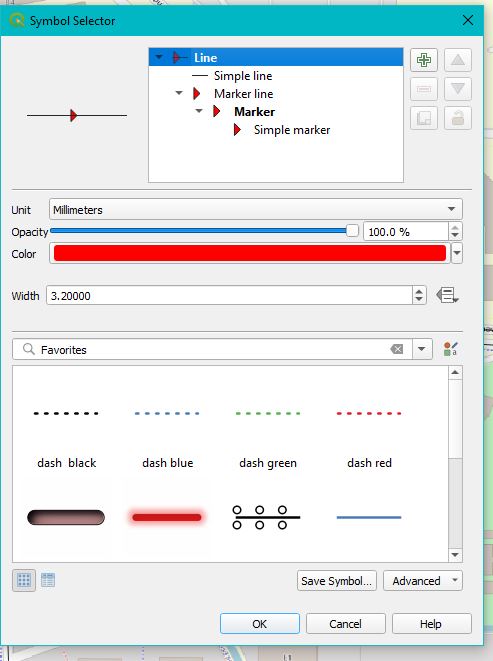 Symbol Selector
Line
Simple line
Marker line
Marker
Simple marker
Unit Millimeters
Opacity 100.0 %
Color
Width 3.20000
Favorites
dash  black dash blue dash green dash red
Save Symbol... Advanced
OK Cancel Help